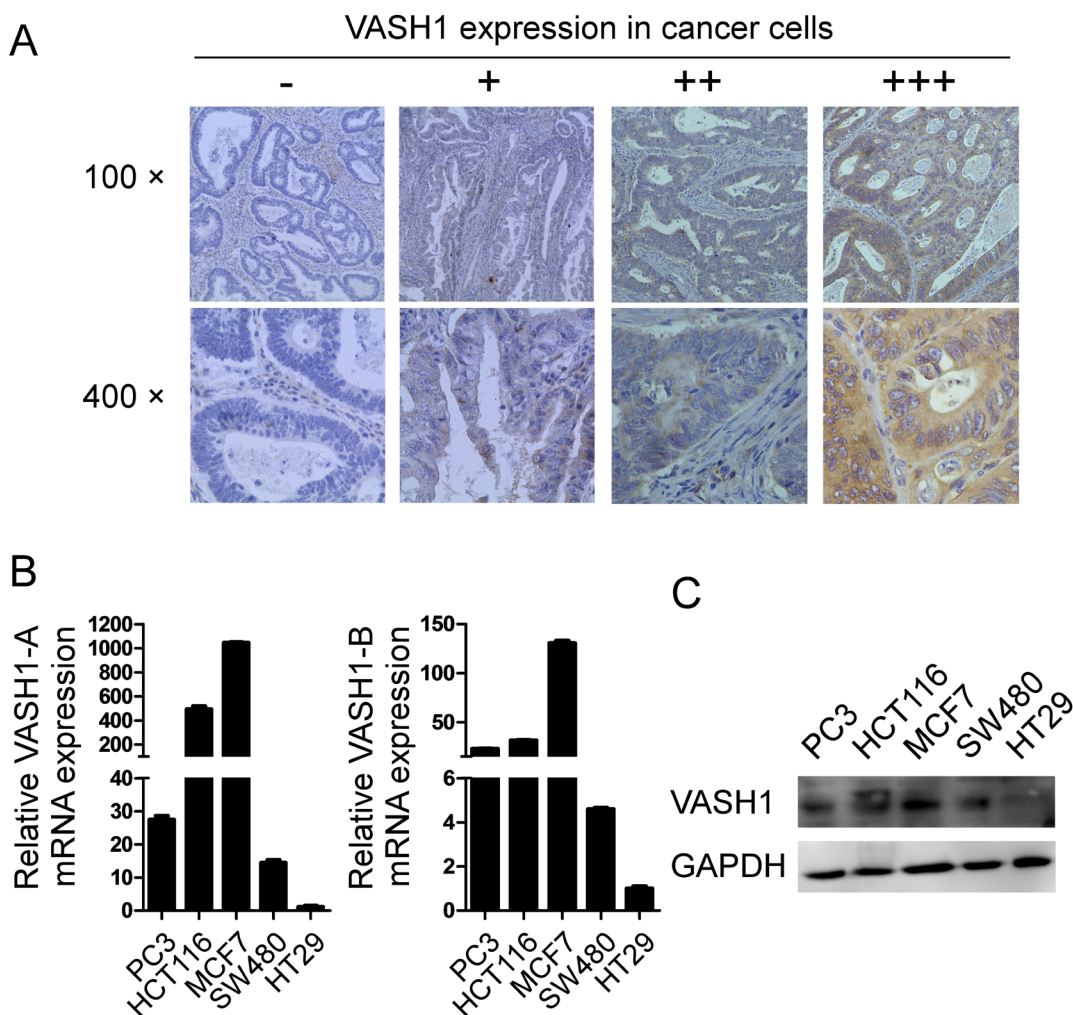 A
VASH1 expression in cancer cells
- + ++ +++
100 ×
400 ×
B
Relative VASH1-A
mRNA expression
1200
1000
800
600
400
200
40
30
20
10
0
PC3
HCT116
MCF7
SW480
HT29
Relative VASH1-B
mRNA expression
150
100
50
6
4
2
0
PC3
HCT116
MCF7
SW480
HT29
C
PC3
HCT116
MCF7
SW480
HT29
VASH1
GAPDH